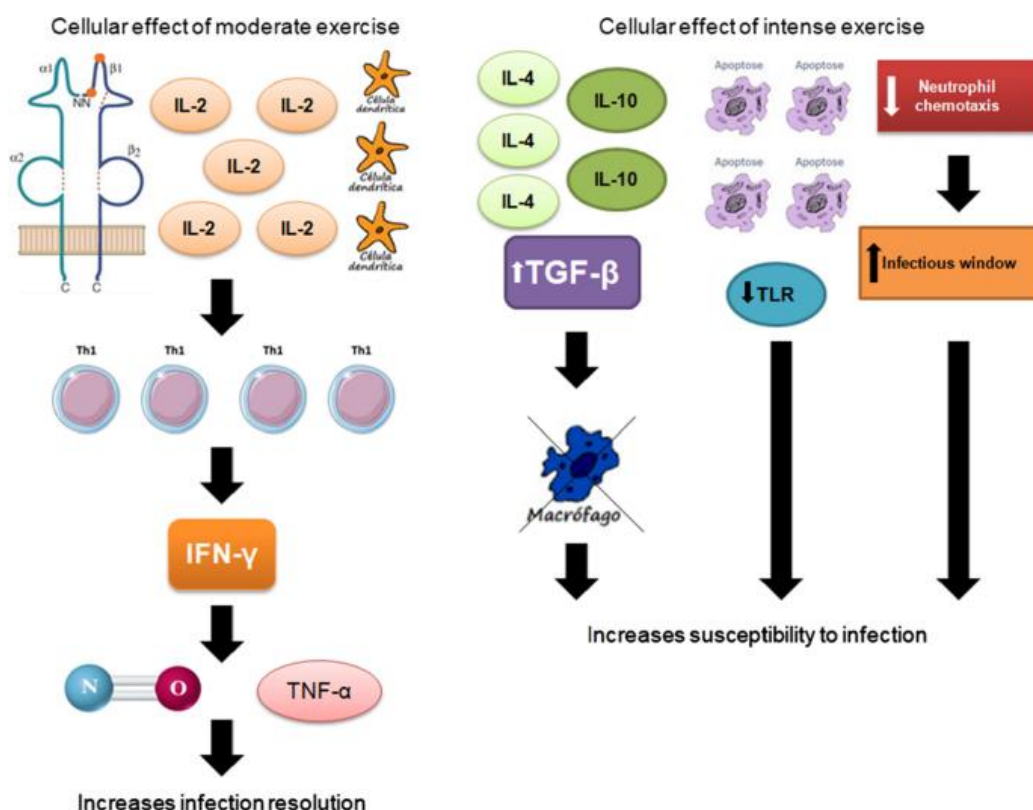 Cellular effect of moderate exercise
α1
β1
NN
α2
β2
C
C
IL-2
IL-2
IL-2
IL-2
IL-2
Célula
dendrítica
Célula
dendrítica
Célula
dendrítica
Th1
Th1
Th1
Th1
IFN-γ
N
O
TNF-α
Increases infection resolution
Cellular effect of intense exercise
IL-4
IL-4
IL-4
IL-10
IL-10
TGF-β
Macrófago
Apoptose
Apoptose
Apoptose
Apoptose
TLR
Neutrophil
chemotaxis
Infectious window
Increases susceptibility to infection